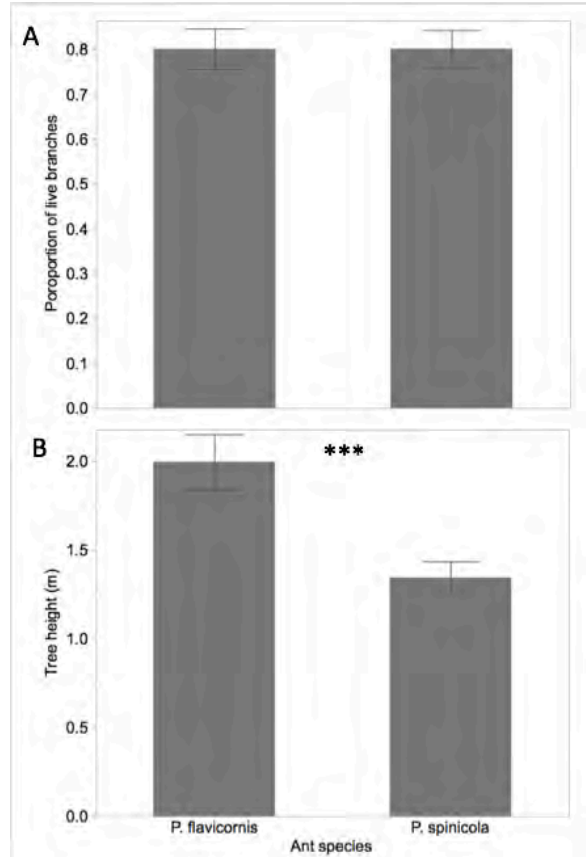 A
0.8
0.7
0.6
0.5
0.4
0.3
0.2
0.1
0.0
Poroportion of live branches
B
***
2.0
1.5
1.0
0.5
0.0
Tree height (m)
P. flavicornis P. spinicola
Ant species